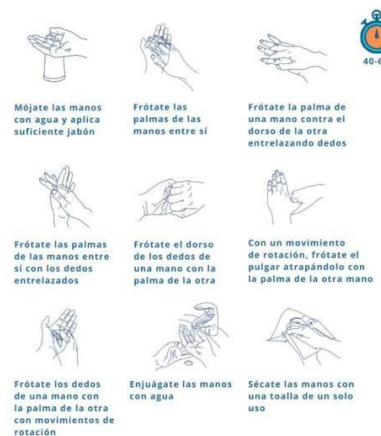 40-6
Mójate las manos
con agua y aplica
suficiente jabón
Frótate las
palmas de las
manos entre sí
Frótate la palma de
una mano contra el
dorso de la otra
entrelazando dedos
Frótate las palmas
de las manos entre
sí con los dedos
entrelazados
Frótate el dorso
de los dedos de
una mano con la
palma de la otra
Con un movimiento
de rotación, frótate el
pulgar atrapándolo con
la palma de la otra mano
Frótate los dedos
de una mano con
la palma de la otra
con movimientos de
rotación
Enjuágate las manos
con agua
Sécate las manos con
una toalla de un solo
uso